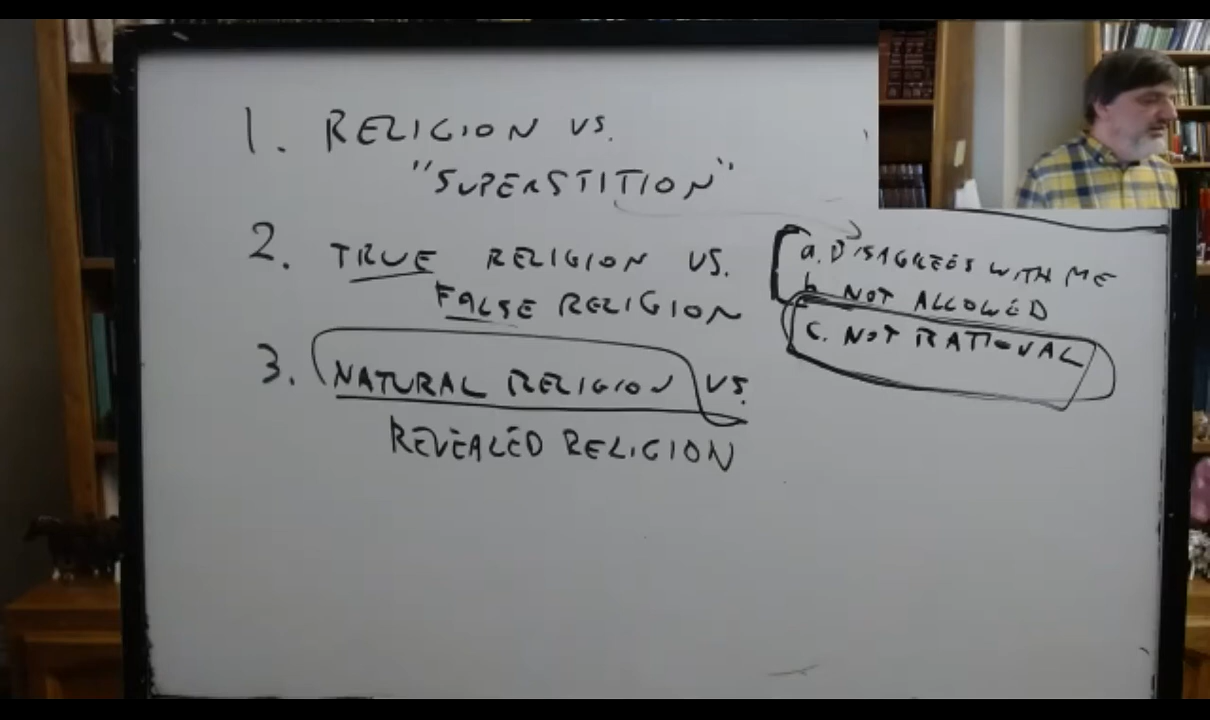 1. RELIGION VS.
"SUPERSTITION"
2. TRUE RELIGION VS.
FALSE RELIGION
3. NATURAL RELIGION VS.
REVEALED RELIGION
a. DISAGREES WITH ME
b. NOT ALLOWED
c. NOT RATIONAL